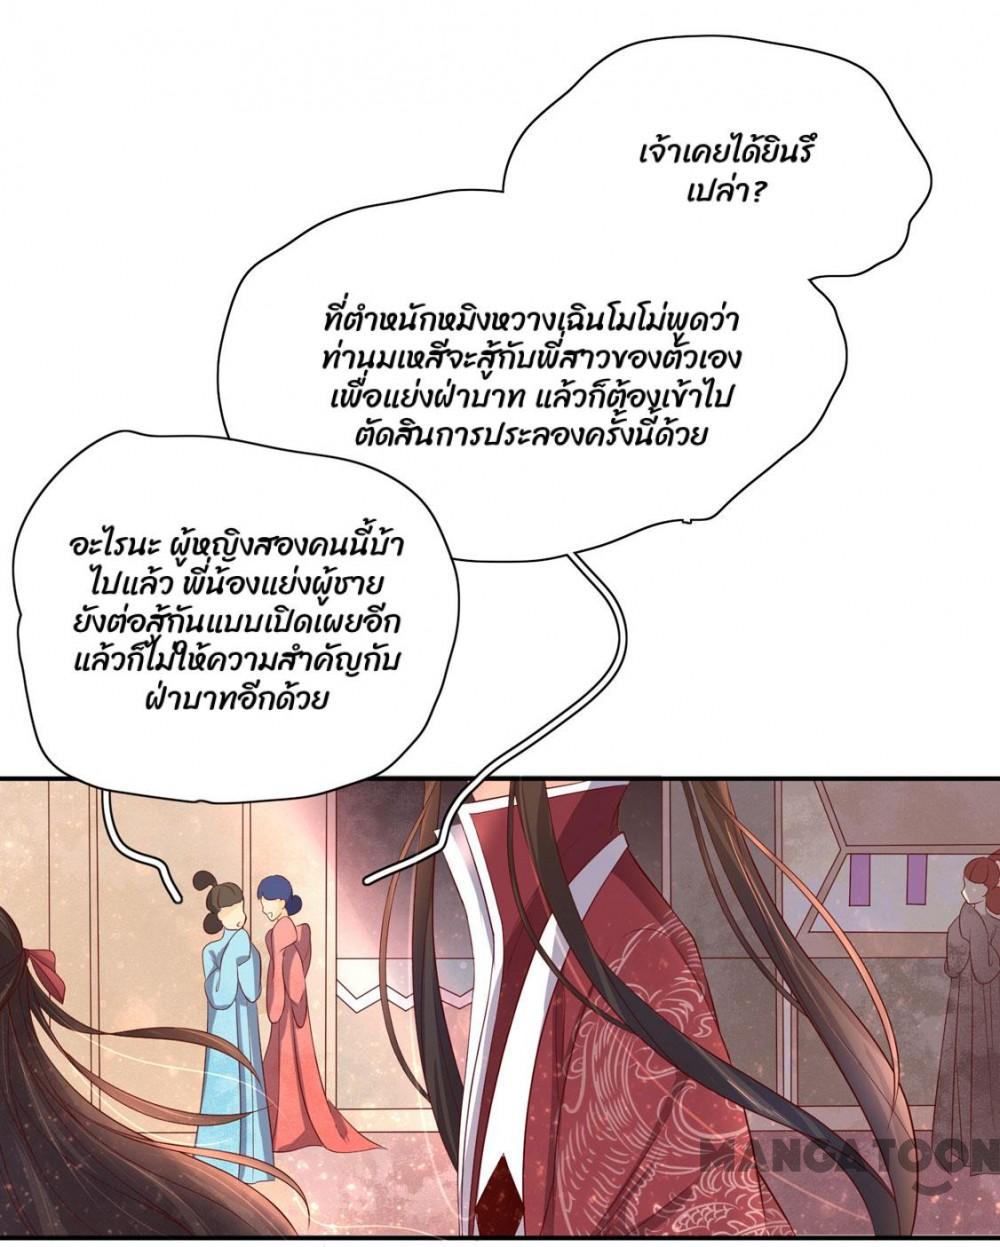 เจ้าเคยได้ยินรึ
เปล่า?
ที่ตำหนักหมิงหวางเฉินโมโม่พูดว่า
ท่านมเหสีจะสู้กับพี่สาวของตัวเอง
เพื่อแย่งฝ่าบาท แล้วก็ต้องเข้าไป
ตัดสินการประลองครั้งนี้ด้วย
อะไรนะ ผู้หญิงสองคนนี้บ้า
ไปแล้ว พี่น้องแย่งผู้ชาย
ยังต่อสู้กันแบบเปิดเผยอีก
แล้วก็ไม่ให้ความสำคัญกับ
ฝ่าบาทอีกด้วย
MANGATOON